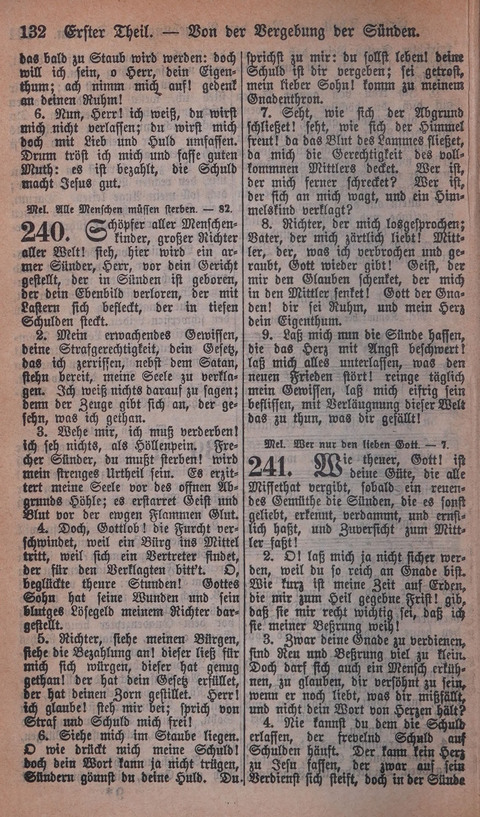 132 Erster Theil. — Von der Vergebung der Sünden.
das bald zu Staub wird werden: doch
will ich sein, o Herr, dein Eigen-
thum; ach nimm mich auf! gedenk
an deinen Ruhm!
6. Nun, Herr! ich weiß, du wirst
mich nicht verlassen; du wirst mich
doch mit Lieb und Huld umfassen.
Drum tröst ich mich und fasse guten
Muth: es ist bezahlt, die Schuld
macht Jesus gut.
Mel. Alle Menschen müssen sterben. — 82.
240. Schöpfer aller Menschen-
kinder, großer Richter
aller Welt! sieh, hier wird ein ar-
mer Sünder, Herr, vor dein Gericht
gestellt, der in Sünden ist geboren,
der dein Ebenbild verloren, der mit
Lastern sich befleckt, der in tiefen
Schulden steckt.
2. Mein erwachendes Gewissen,
deine Strafgerechtigkeit, dein Gesetz,
das ich zerrissen, nebst dem Satan,
stehn bereit, meine Seele zu verkla-
gen. Ich weiß nichts darauf zu sagen;
denn der Zeuge gibt sich an, der ge-
sehn, was ich gethan.
3. Wehe mir, ich muß verderben!
ich seh nichts, als Höllenpein. Fre-
cher Sünder, du mußt sterben! wird
mein strenges Urtheil sein. Es erzit-
tert meine Seele vor des offnen Ab-
grunds Höhle; es erstarret Geist und
Blut vor der ewgen Flammen Glut.
4. Doch, Gottlob! die Furcht ver-
schwindet, weil ein Bürg ins Mittel
tritt, weil sich ein Vertreter findet,
der für den Verklagten bitt't. O,
beglückte theure Stunden! Gottes
Sohn hat seine Wunden und sein
blutges Lösegeld meinem Richter dar-
gestellt.
5. Richter, siehe meinen Bürgen,
siehe die Bezahlung an! dieser ließ für
mich sich würgen, dieser hat genug
gethan! der hat dein Gesetz erfüllet,
der hat deinen Zorn gestillet. Herr!
ich glaube! steh mir bei; sprich von
Straf und Schuld mich frei!
6. Siehe mich im Staube liegen.
O wie drückt mich meine Schuld!
doch dein Wort kann ja nicht trügen,
Sündern gönnst du deine Huld. Du
sprichst zu mir: du sollst leben! deine
Schuld ist dir vergeben; sei getrost,
mein lieber Sohn! komm zu meinem
Gnadenthron.
7. Seht, wie sich der Abgrund
schließet! seht, wie sich der Himmel
freut! da das Blut des Lammes fließet,
da mich die Gerechtigkeit des voll-
kommnen Mittlers deckt. Wer ist,
der mich ferner schrecket? Wer ist,
der sich an mich wagt, und ein Him-
melskind verklagt?
8. Richter, der mich losgesprochen;
Vater, der mich zärtlich liebt! Mitt-
ler, der, was ich verbrochen und ge-
raubt, Gott wieder gibt! Geist, der
mir den Glauben schenket, der mich
in den Mittler senket! Gott der Gna-
den! dir sei Ruhm, und mein Herz
dein Eigenthum.
9. Laß mich nun die Sünde hassen,
die das Herz mit Angst beschwert!
laß mich alles unterlassen, was den
neuen Frieden stört! reinge täglich
mein Gewissen, laß mich eifrig sein
beflissen, mit Verläugnung dieser Welt
das zu thun, was dir gefällt!
Mel. Wer nur den lieben Gott. — 7.
241. Wie theuer, Gott! ist
deine Güte, die alle
Missethat vergibt, sobald ein reuen-
des Gemüthe die Sünden, die es sonst
geliebt, erkennt, verdammt, und ernst-
lich haßt, und Zuversicht zum Mitt-
ler faßt!
2. O! laß mich ja nicht sicher wer-
den, weil du so reich an Gnade bist.
Wie kurz ist meine Zeit auf Erden,
die mir zum Heil gegebne Frist! gib,
daß sie mir recht wichtig sei, daß ich
sie meiner Beßrung weih!
3. Zwar deine Gnade zu verdienen,
sind Reu und Beßrung viel zu klein.
Doch darf sich auch ein Mensch erküh-
nen, zu glauben, dir versöhnt zu sein,
wenn er noch liebt, was dir mißfällt,
und nicht dein Wort von Herzen hält?
4. Nie kannst du dem die Schuld
erlassen, der frevelnd Schuld auf
Schulden häuft. Der kann kein Herz
zu Jesu fassen, der zwar auf sein
Verdienst sich steift, doch in der Sünde